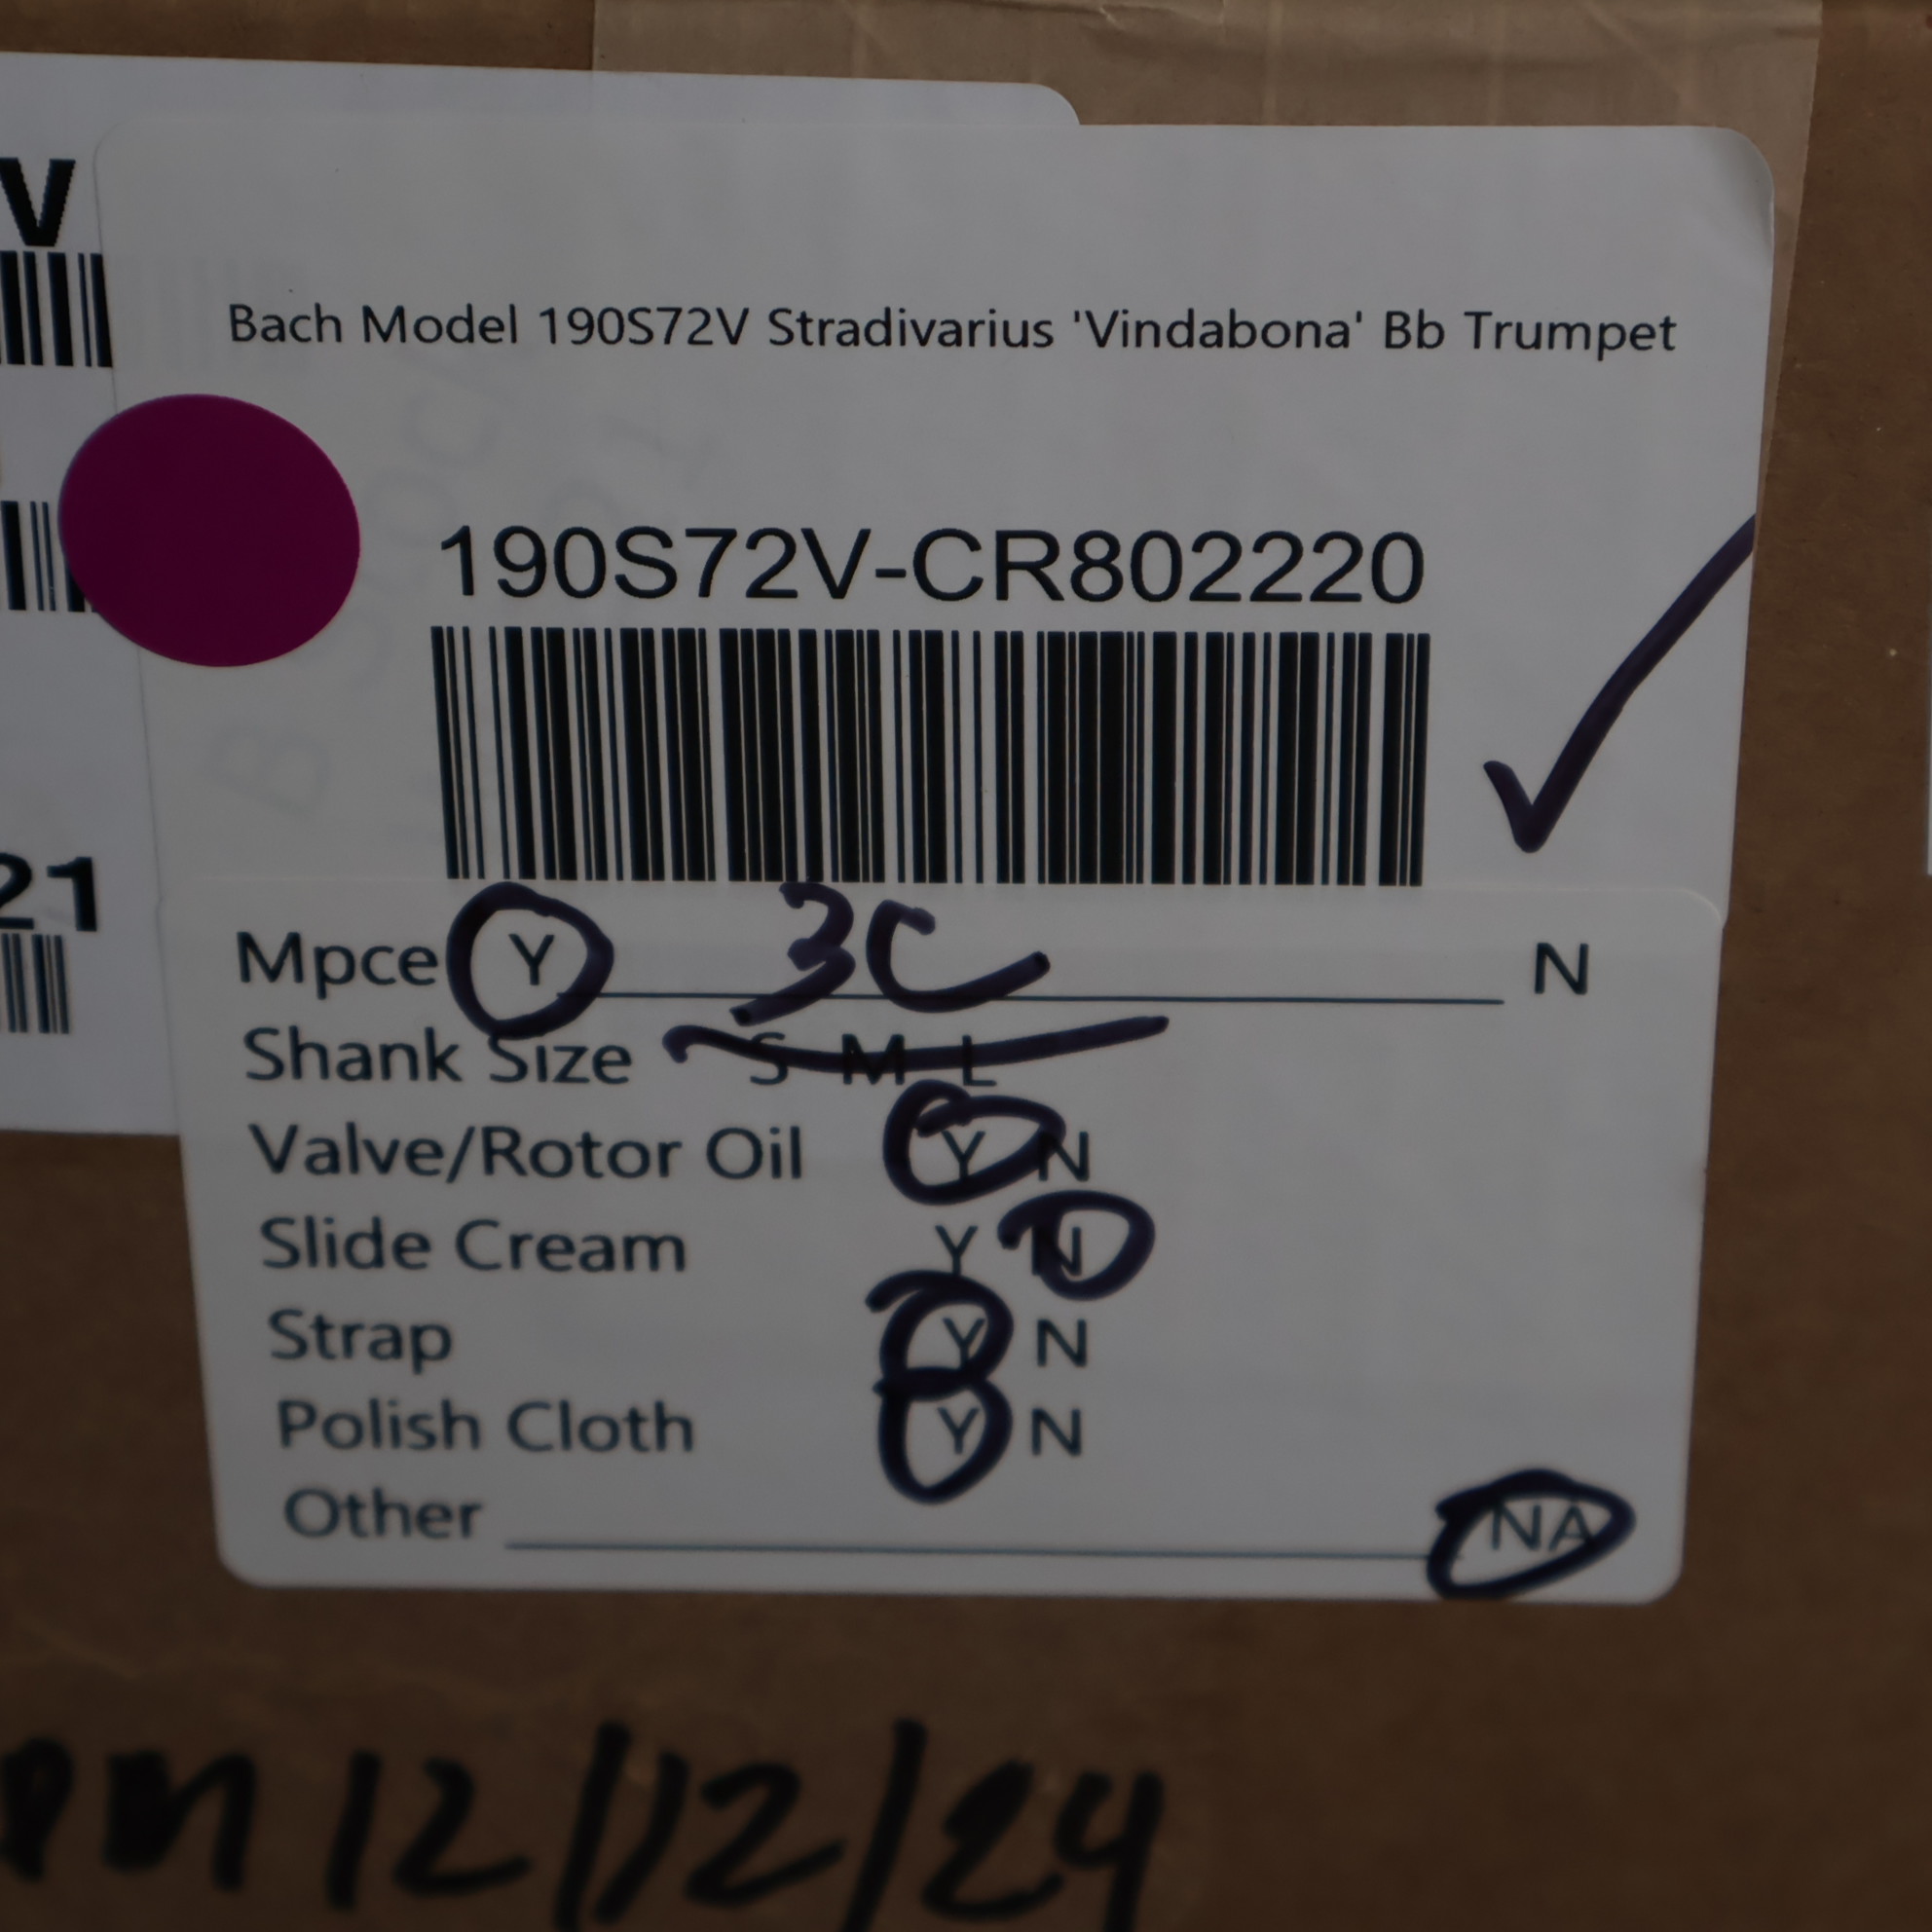 V
Bach Model 190S72V Stradivarius 'Vindabona' Bb Trumpet
190S72V-CR802220
21
Mpce Y 3C N
Shank Size S M L
Valve/Rotor Oil Y N
Slide Cream Y N
Strap Y N
Polish Cloth Y N
Other NA
12/12/24